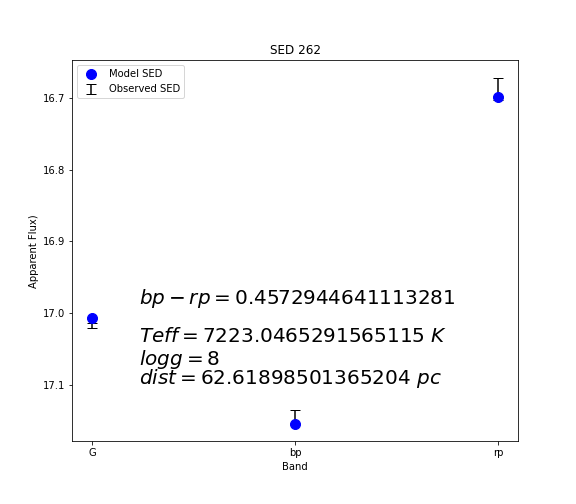 SED 262
Model SED
Observed SED
16.7
16.8
16.9
17.0
17.1
Apparent Flux)
bp − rp = 0.4572944641113281
Teff = 7223.0465291565115 K
logg = 8
dist = 62.61898501365204 pc
G
bp
rp
Band